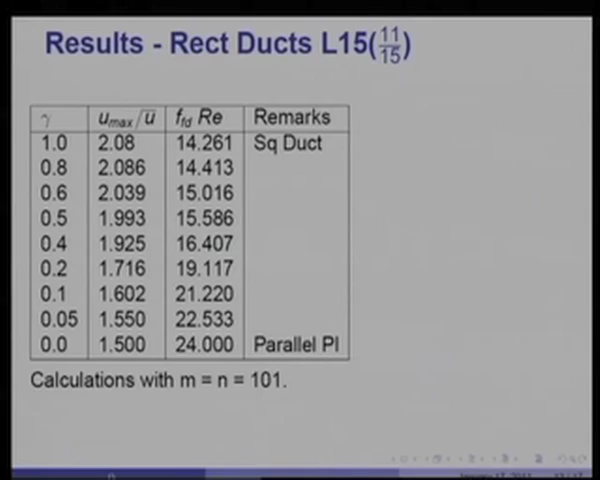 Results - Rect Ducts L15(11/15)
γ u_max/u̅ f_fd Re Remarks
1.0 2.08 14.261 Sq Duct
0.8 2.086 14.413
0.6 2.039 15.016
0.5 1.993 15.586
0.4 1.925 16.407
0.2 1.716 19.117
0.1 1.602 21.220
0.05 1.550 22.533
0.0 1.500 24.000 Parallel Pl
Calculations with m = n = 101.